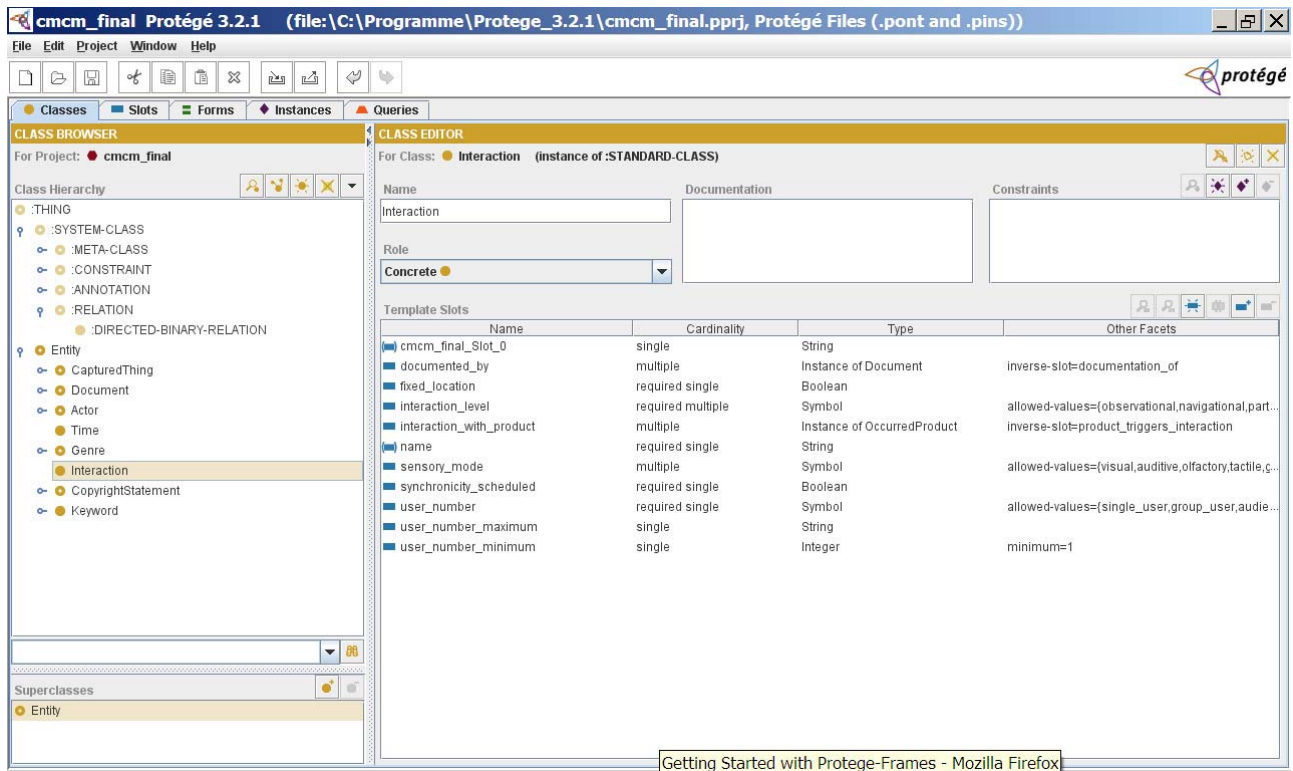 cmcm_final Protégé 3.2.1 (file:\C:\Programme\Protege_3.2.1\cmcm_final.pprj, Protégé Files (.pont and .pins))
File Edit Project Window Help
protégé
Classes Slots Forms Instances Queries
CLASS BROWSER
For Project: cmcm_final
Class Hierarchy
:THING
:SYSTEM-CLASS
:META-CLASS
:CONSTRAINT
:ANNOTATION
:RELATION
:DIRECTED-BINARY-RELATION
Entity
CapturedThing
Document
Actor
Time
Genre
Interaction
CopyrightStatement
Keyword
Superclasses
Entity
CLASS EDITOR
For Class: Interaction (instance of :STANDARD-CLASS)
Name Documentation Constraints
Interaction
Role
Concrete
Template Slots
Name Cardinality Type Other Facets
cmcm_final_Slot_0 single String
documented_by multiple Instance of Document inverse-slot=documentation_of
fixed_location required single Boolean
interaction_level required multiple Symbol allowed-values={observational,navigational,part...
interaction_with_product multiple Instance of OccurredProduct inverse-slot=product_triggers_interaction
name required single String
sensory_mode multiple Symbol allowed-values={visual,auditive,olfactory,tactile,g...
synchronicity_scheduled required single Boolean
user_number required single Symbol allowed-values={single_user,group_user,audie...
user_number_maximum single String
user_number_minimum single Integer minimum=1
Getting Started with Protege-Frames - Mozilla Firefox